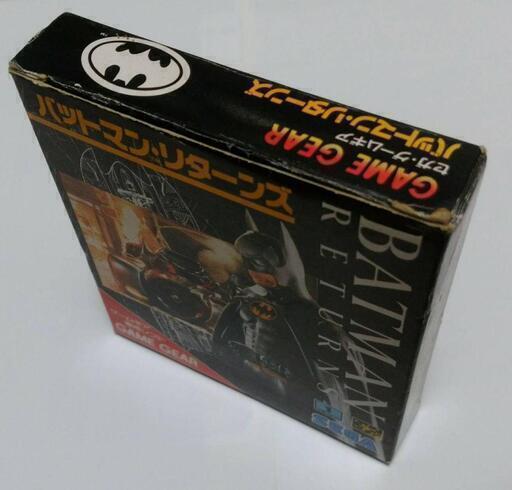 GAME GEAR
セガ・ゲームギア
バットマン・リターンズ
バットマン・リターンズ
BATMAN
RETURNS
GAME GEAR
SEGA